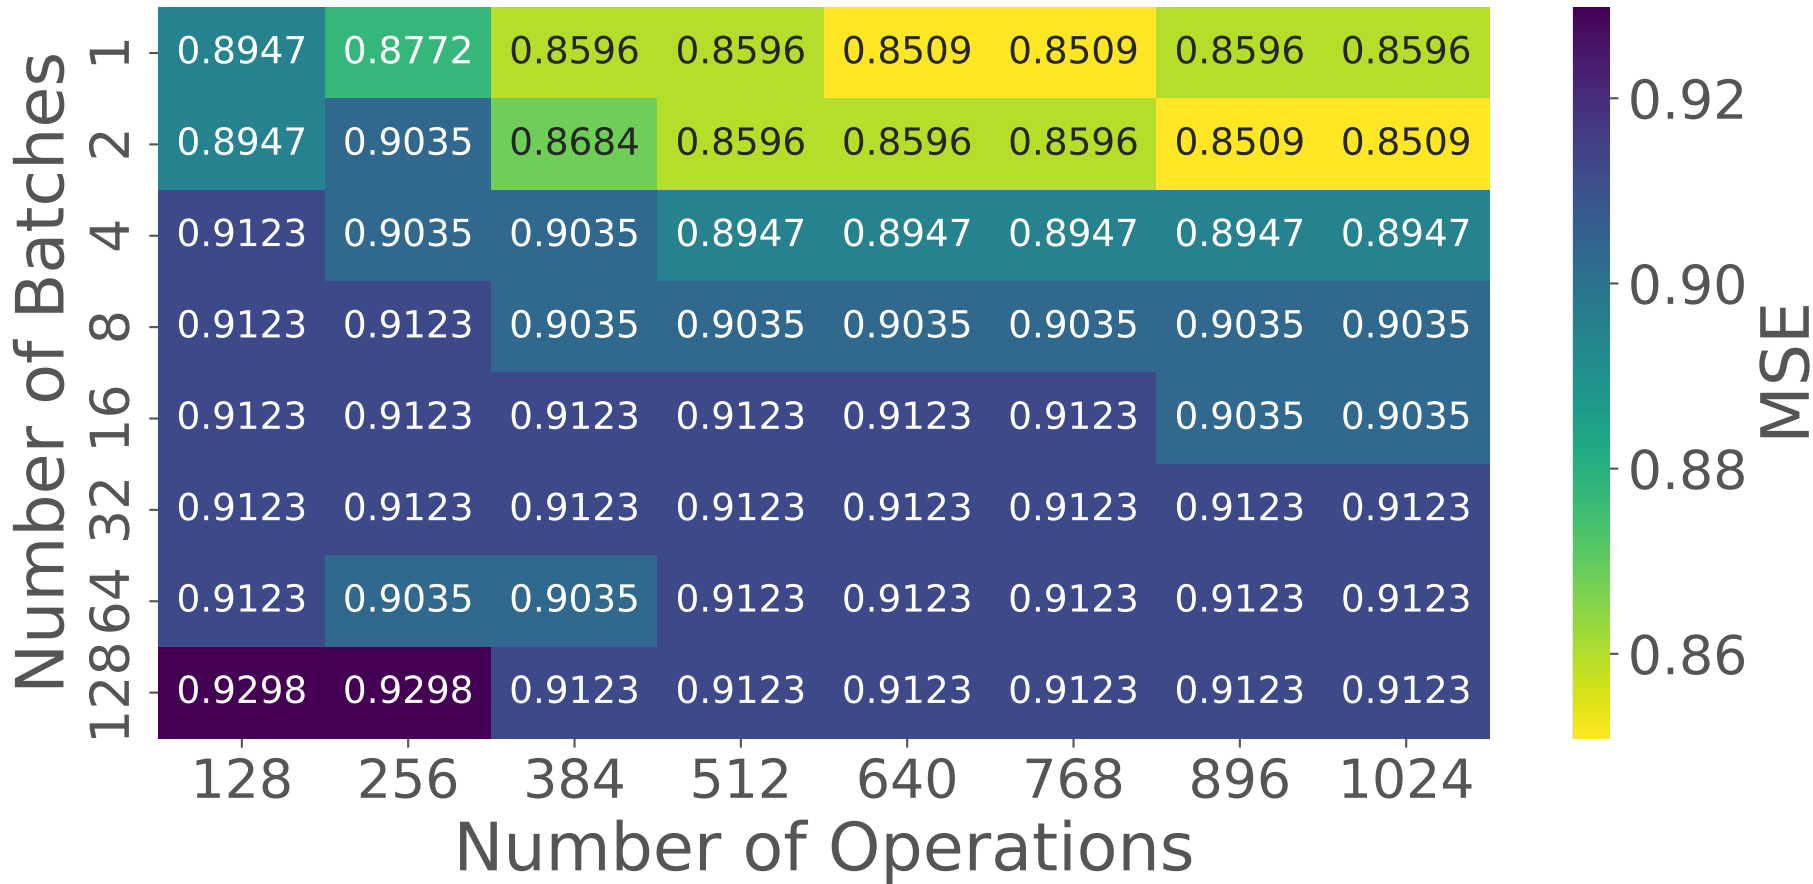 Number of Batches
1 0.8947 0.8772 0.8596 0.8596 0.8509 0.8509 0.8596 0.8596
2 0.8947 0.9035 0.8684 0.8596 0.8596 0.8596 0.8509 0.8509
4 0.9123 0.9035 0.9035 0.8947 0.8947 0.8947 0.8947 0.8947
8 0.9123 0.9123 0.9035 0.9035 0.9035 0.9035 0.9035 0.9035
16 0.9123 0.9123 0.9123 0.9123 0.9123 0.9123 0.9035 0.9035
32 0.9123 0.9123 0.9123 0.9123 0.9123 0.9123 0.9123 0.9123
64 0.9123 0.9035 0.9035 0.9123 0.9123 0.9123 0.9123 0.9123
128 0.9298 0.9298 0.9123 0.9123 0.9123 0.9123 0.9123 0.9123
128 256 384 512 640 768 896 1024
Number of Operations
0.92
0.90
0.88
0.86
MSE